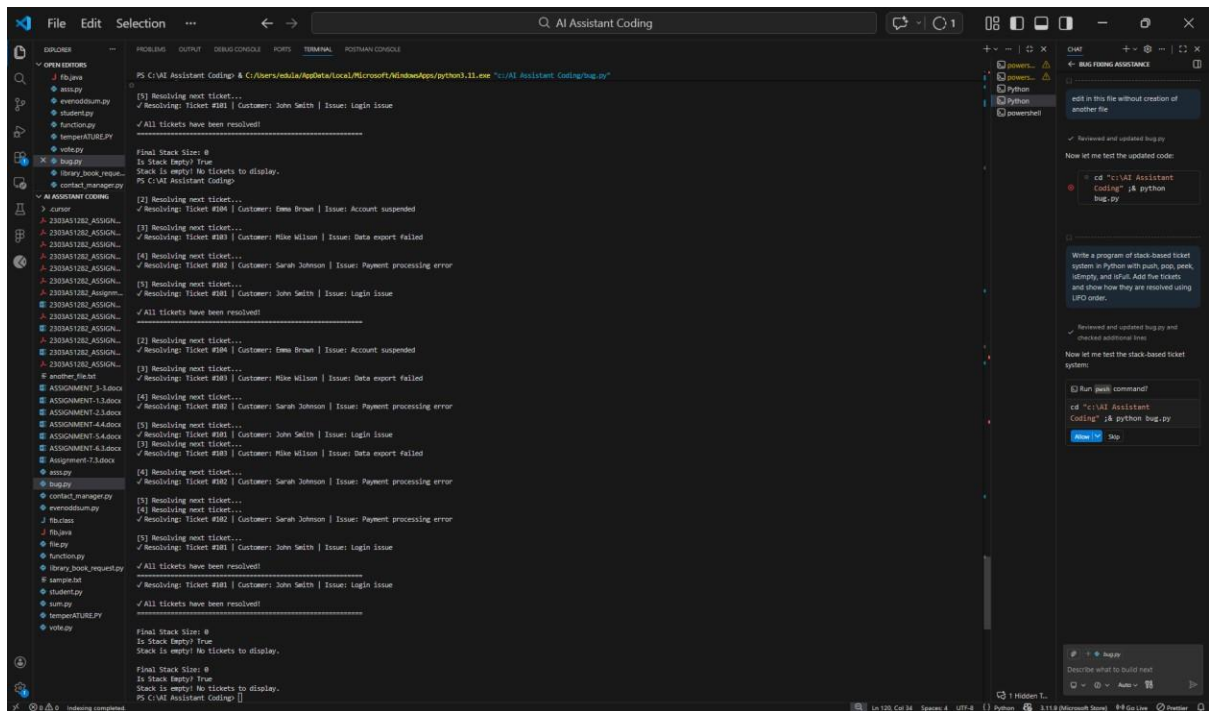 File Edit Selection ··· AI Assistant Coding 1
EXPLORER ···
OPEN EDITORS
J fib.java
asss.py
evenoddsum.py
student.py
function.py
temperATURE.PY
vote.py
bug.py
library_book_reque...
contact_manager.py
AI ASSISTANT CODING
.cursor
2303A51282_ASSIGN...
2303A51282_ASSIGN...
2303A51282_ASSIGN...
2303A51282_ASSIGN...
2303A51282_ASSIGN...
2303A51282_ASSIGN...
2303A51282_Assignm...
2303A51282_ASSIGN...
2303A51282_ASSIGN...
2303A51282_ASSIGN...
2303A51282_ASSIGN...
2303A51282_ASSIGN...
2303A51282_ASSIGN...
another_file.txt
ASSIGNMENT_3-3.docx
ASSIGNMENT-1.3.docx
ASSIGNMENT-2.3.docx
ASSIGNMENT-4.4.docx
ASSIGNMENT-5.4.docx
ASSIGNMENT-6.3.docx
Assignment-7.3.docx
asss.py
bug.py
contact_manager.py
evenoddsum.py
J fib.class
J fib.java
file.py
function.py
library_book_request.py
sample.txt
student.py
sum.py
temperATURE.PY
vote.py
PROBLEMS OUTPUT DEBUG CONSOLE PORTS TERMINAL POSTMAN CONSOLE
PS C:\AI Assistant Coding> & C:/Users/edula/AppData/Local/Microsoft/WindowsApps/python3.11.exe "c:/AI Assistant Coding/bug.py"
[5] Resolving next ticket...
✓ Resolving: Ticket #101 | Customer: John Smith | Issue: Login issue
✓ All tickets have been resolved!
============================================================
Final Stack Size: 0
Is Stack Empty? True
Stack is empty! No tickets to display.
PS C:\AI Assistant Coding>
[2] Resolving next ticket...
✓ Resolving: Ticket #104 | Customer: Emma Brown | Issue: Account suspended
[3] Resolving next ticket...
✓ Resolving: Ticket #103 | Customer: Mike Wilson | Issue: Data export failed
[4] Resolving next ticket...
✓ Resolving: Ticket #102 | Customer: Sarah Johnson | Issue: Payment processing error
[5] Resolving next ticket...
✓ Resolving: Ticket #101 | Customer: John Smith | Issue: Login issue
✓ All tickets have been resolved!
============================================================
[2] Resolving next ticket...
✓ Resolving: Ticket #104 | Customer: Emma Brown | Issue: Account suspended
[3] Resolving next ticket...
✓ Resolving: Ticket #103 | Customer: Mike Wilson | Issue: Data export failed
[4] Resolving next ticket...
✓ Resolving: Ticket #102 | Customer: Sarah Johnson | Issue: Payment processing error
[5] Resolving next ticket...
✓ Resolving: Ticket #101 | Customer: John Smith | Issue: Login issue
[3] Resolving next ticket...
✓ Resolving: Ticket #103 | Customer: Mike Wilson | Issue: Data export failed
[4] Resolving next ticket...
✓ Resolving: Ticket #102 | Customer: Sarah Johnson | Issue: Payment processing error
[5] Resolving next ticket...
[4] Resolving next ticket...
✓ Resolving: Ticket #102 | Customer: Sarah Johnson | Issue: Payment processing error
[5] Resolving next ticket...
✓ Resolving: Ticket #101 | Customer: John Smith | Issue: Login issue
✓ All tickets have been resolved!
============================================================
✓ Resolving: Ticket #101 | Customer: John Smith | Issue: Login issue
✓ All tickets have been resolved!
============================================================
Final Stack Size: 0
Is Stack Empty? True
Stack is empty! No tickets to display.
Final Stack Size: 0
Is Stack Empty? True
Stack is empty! No tickets to display.
PS C:\AI Assistant Coding>
powers...
powers...
Python
Python
powershell
1 Hidden T...
CHAT
BUG FIXING ASSISTANCE
edit in this file without creation of
another file
✓ Reviewed and updated bug.py
Now let me test the updated code:
cd "c:\AI Assistant
Coding" ;& python
bug.py
Write a program of stack-based ticket
system in Python with push, pop, peek,
isEmpty, and isFull. Add five tickets
and show how they are resolved using
LIFO order.
✓ Reviewed and updated bug.py and
checked additional lines
Now let me test the stack-based ticket
system:
Run pwsh command?
cd "c:\AI Assistant
Coding" ;& python bug.py
Allow Skip
bug.py
Describe what to build next
Auto
0 0 Indexing completed. Ln 120, Col 34 Spaces: 4 UTF-8 {} Python 3.11.9 (Microsoft Store) Go Live Prettier